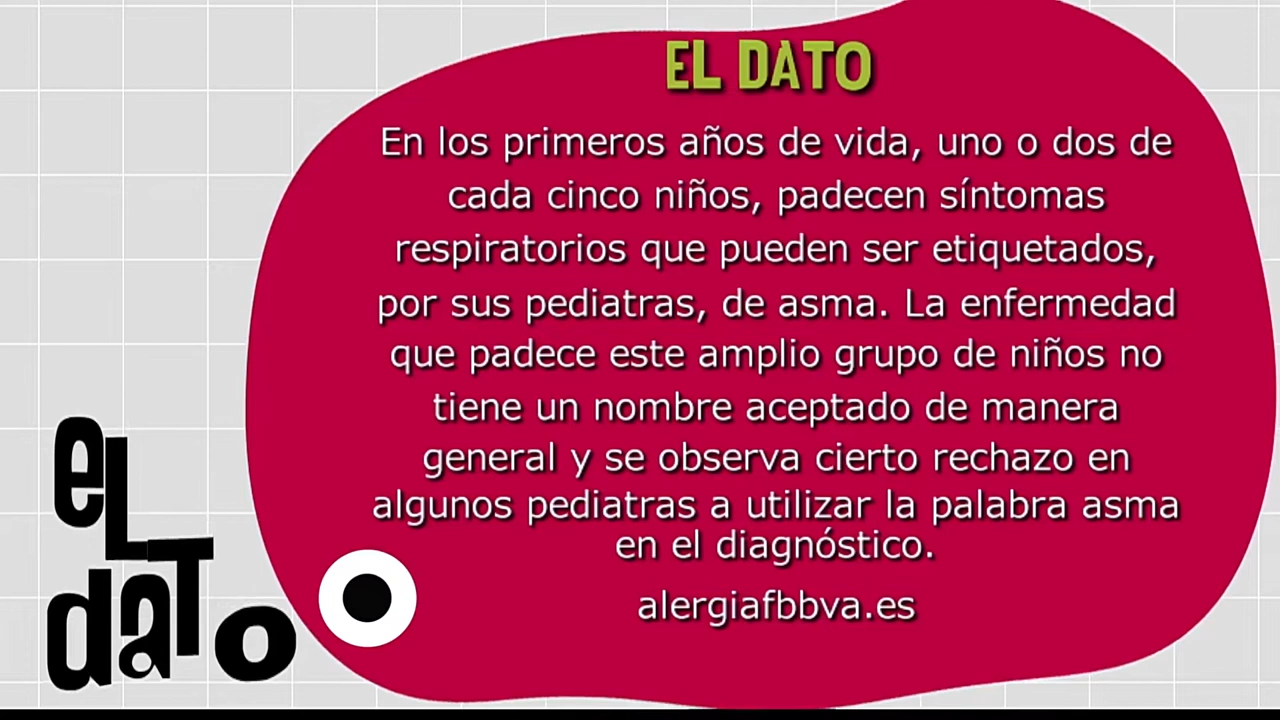 EL DATO
En los primeros años de vida, uno o dos de
cada cinco niños, padecen síntomas
respiratorios que pueden ser etiquetados,
por sus pediatras, de asma. La enfermedad
que padece este amplio grupo de niños no
tiene un nombre aceptado de manera
general y se observa cierto rechazo en
algunos pediatras a utilizar la palabra asma
en el diagnóstico.
alergiafbbva.es
eL
daTo